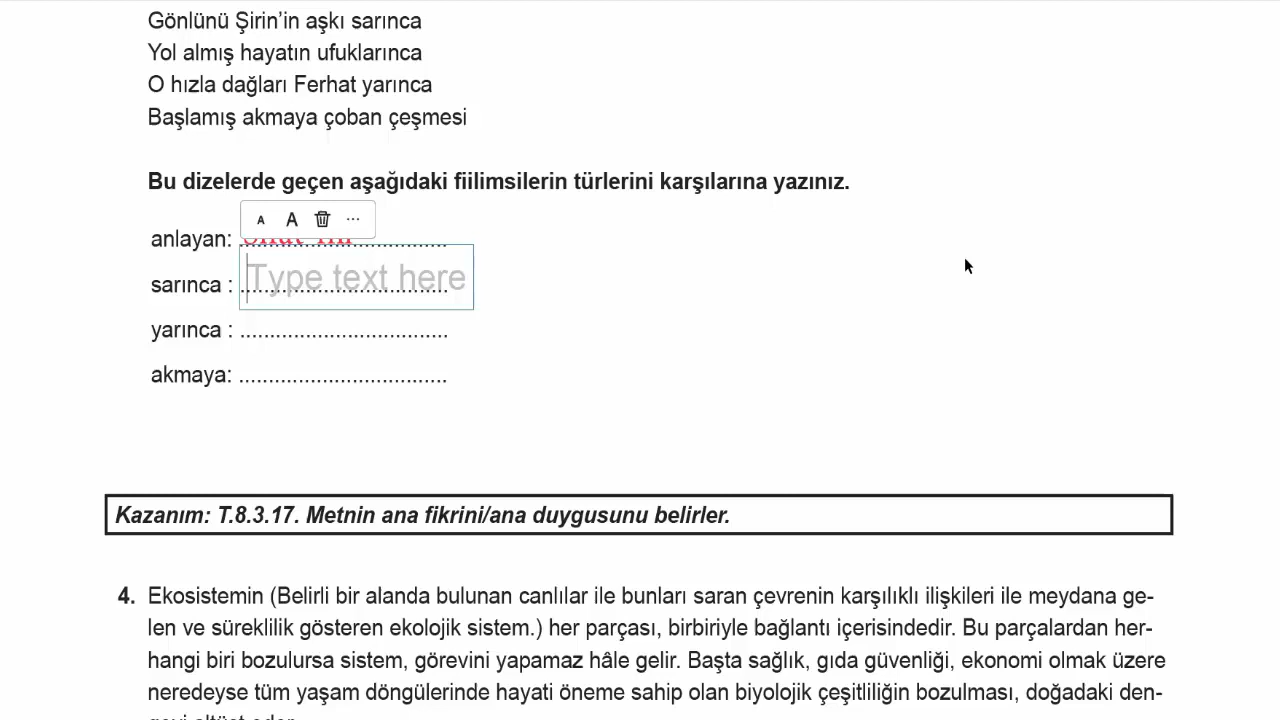 Gönlünü Şirin’in aşkı sarınca
Yol almış hayatın ufuklarınca
O hızla dağları Ferhat yarınca
Başlamış akmaya çoban çeşmesi
Bu dizelerde geçen aşağıdaki fiilimsilerin türlerini karşılarına yazınız.
A A ...
anlayan:
sarınca : Type text here
yarınca : ....................................
akmaya: ....................................
Kazanım: T.8.3.17. Metnin ana fikrini/ana duygusunu belirler.
4. Ekosistemin (Belirli bir alanda bulunan canlılar ile bunları saran çevrenin karşılıklı ilişkileri ile meydana ge-
len ve süreklilik gösteren ekolojik sistem.) her parçası, birbiriyle bağlantı içerisindedir. Bu parçalardan her-
hangi biri bozulursa sistem, görevini yapamaz hâle gelir. Başta sağlık, gıda güvenliği, ekonomi olmak üzere
neredeyse tüm yaşam döngülerinde hayati öneme sahip olan biyolojik çeşitliliğin bozulması, doğadaki den-